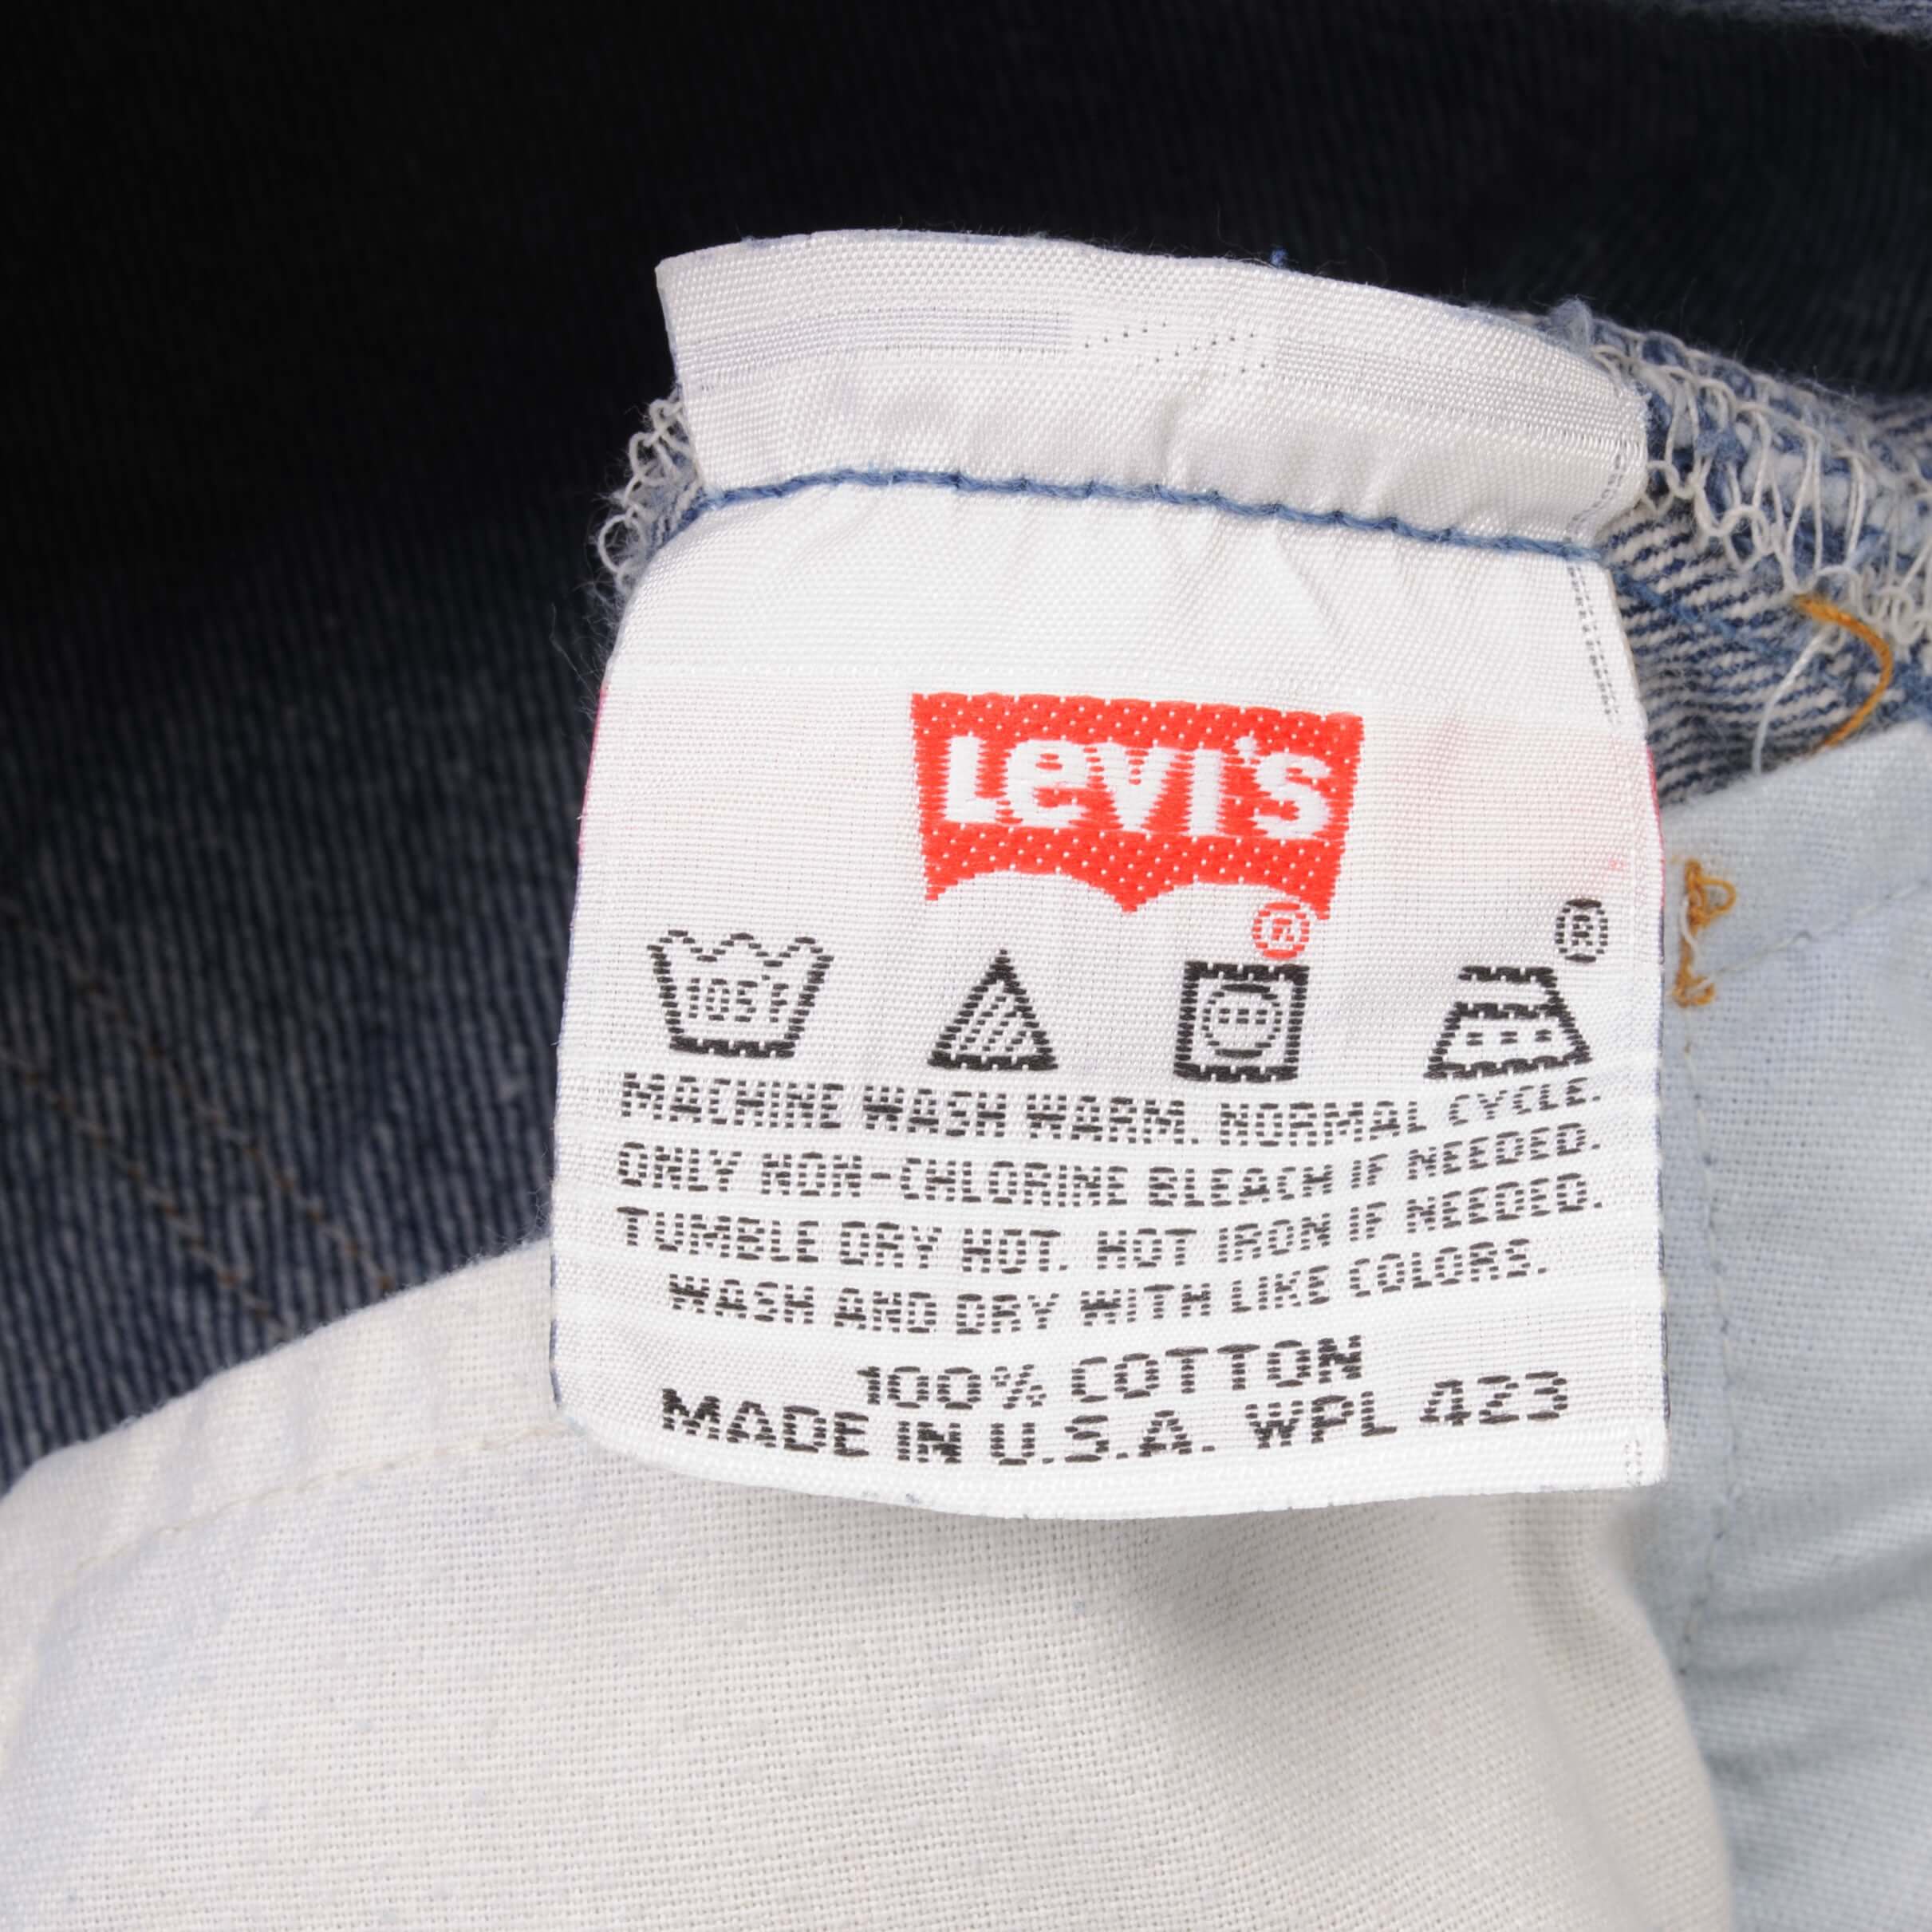 Levi's
®
®
105F
MACHINE WASH WARM. NORMAL CYCLE.
ONLY NON-CHLORINE BLEACH IF NEEDED.
TUMBLE DRY HOT. HOT IRON IF NEEDED.
WASH AND DRY WITH LIKE COLORS.
100% COTTON
MADE IN U.S.A. WPL 423